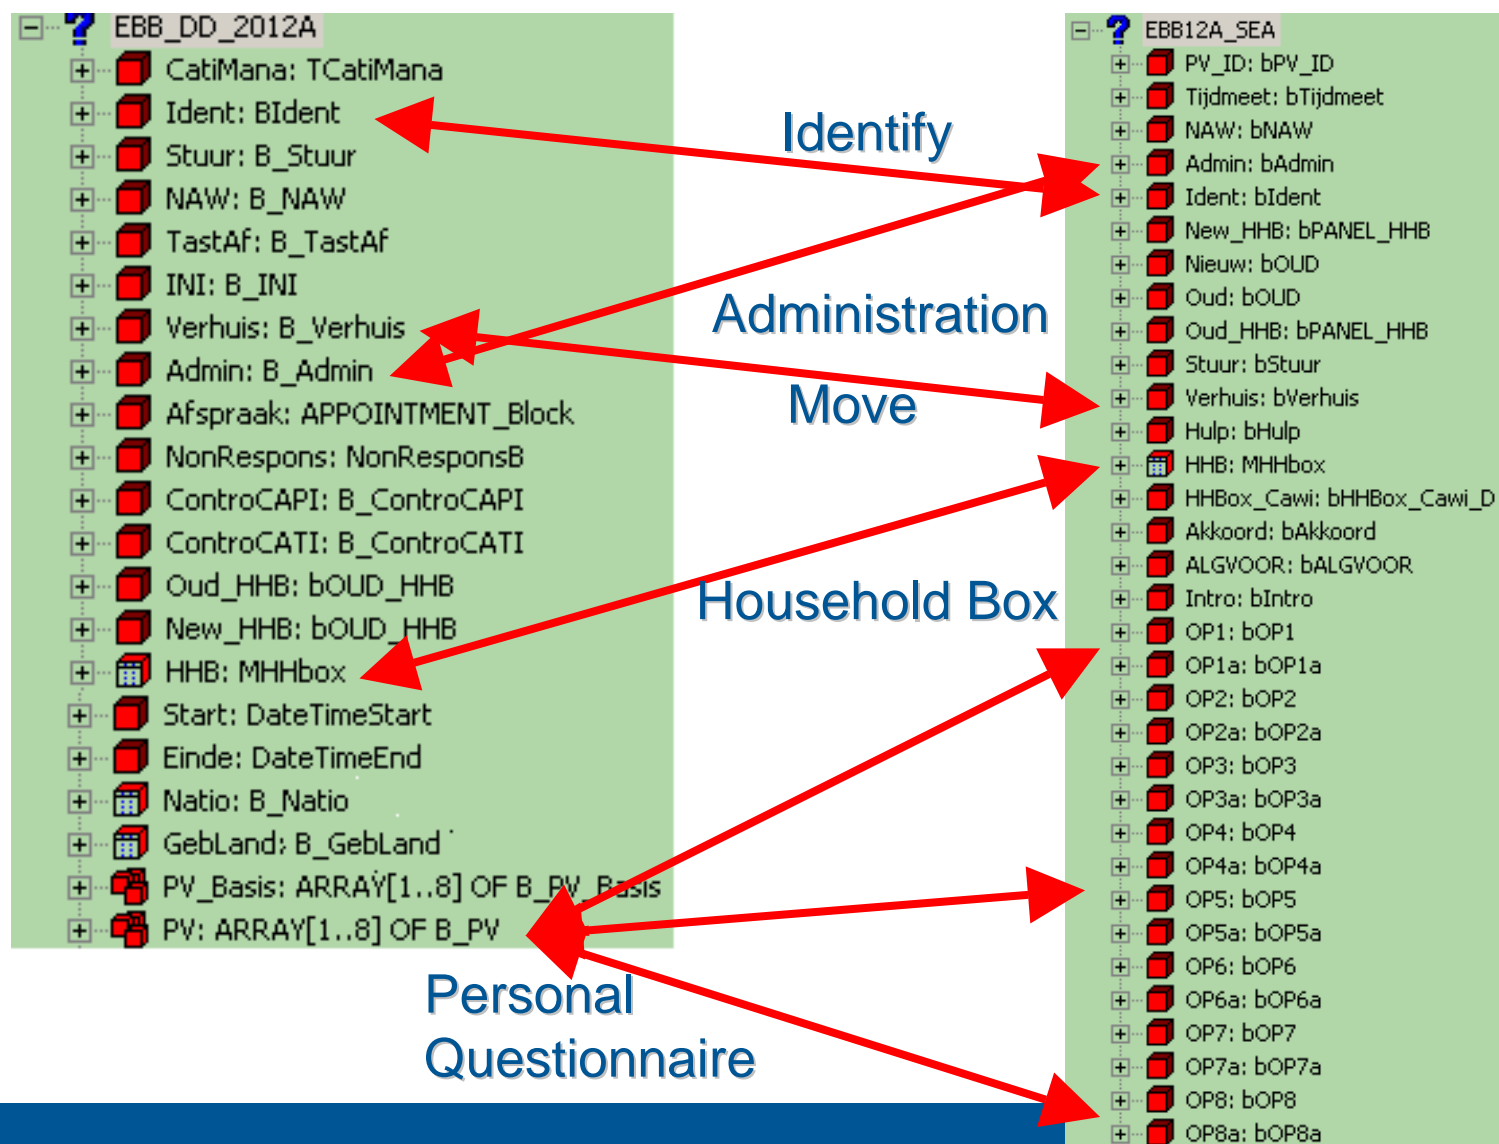 EBB_DD_2012A
CatiMana: TCatiMana
Ident: BIdent
Stuur: B_Stuur
NAW: B_NAW
TastAf: B_TastAf
INI: B_INI
Verhuis: B_Verhuis
Admin: B_Admin
Afspraak: APPOINTMENT_Block
NonRespons: NonResponsB
ControCAPI: B_ControCAPI
ControCATI: B_ControCATI
Oud_HHB: bOUD_HHB
New_HHB: bOUD_HHB
HHB: MHHbox
Start: DateTimeStart
Einde: DateTimeEnd
Natio: B_Natio
GebLand: B_GebLand
PV_Basis: ARRAY[1..8] OF B_PV_Basis
PV: ARRAY[1..8] OF B_PV
Identify
Administration
Move
Household Box
Personal
Questionnaire
EBB12A_SEA
PV_ID: bPV_ID
Tijdmeet: bTijdmeet
NAW: bNAW
Admin: bAdmin
Ident: bIdent
New_HHB: bPANEL_HHB
Nieuw: bOUD
Oud: bOUD
Oud_HHB: bPANEL_HHB
Stuur: bStuur
Verhuis: bVerhuis
Hulp: bHulp
HHB: MHHbox
HHBox_Cawi: bHHBox_Cawi_D
Akkoord: bAkkoord
ALGVOOR: bALGVOOR
Intro: bIntro
OP1: bOP1
OP1a: bOP1a
OP2: bOP2
OP2a: bOP2a
OP3: bOP3
OP3a: bOP3a
OP4: bOP4
OP4a: bOP4a
OP5: bOP5
OP5a: bOP5a
OP6: bOP6
OP6a: bOP6a
OP7: bOP7
OP7a: bOP7a
OP8: bOP8
OP8a: bOP8a